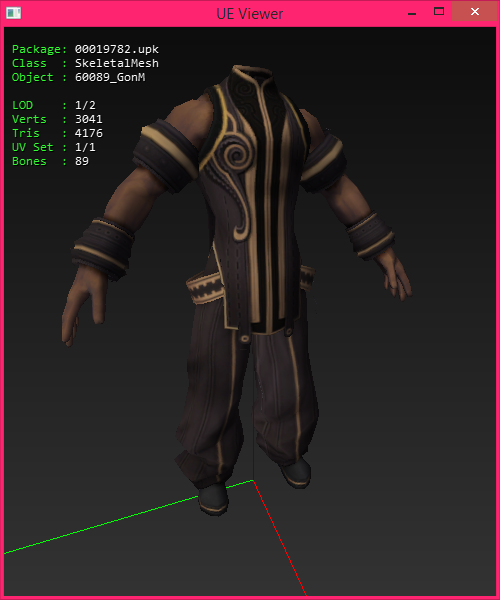 UE Viewer
Package: 00019782.upk
Class  : SkeletalMesh
Object : 60089_GonM
LOD    : 1/2
Verts  : 3041
Tris   : 4176
UV Set : 1/1
Bones  : 89